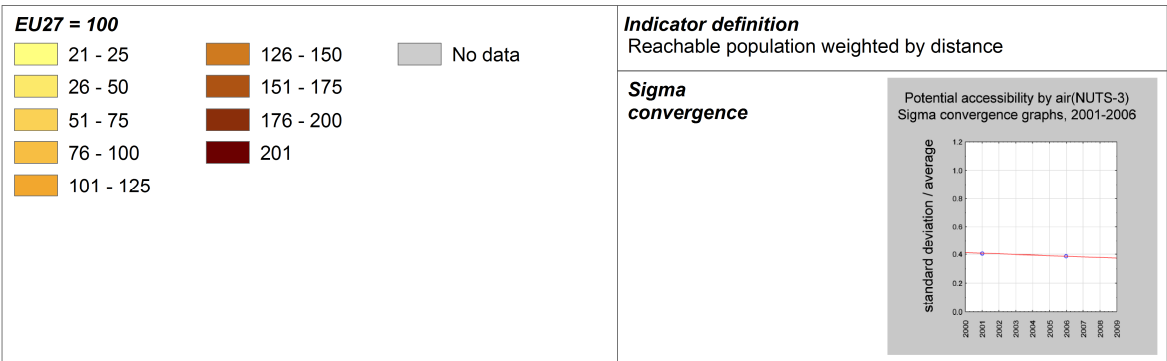 EU27 = 100
21 - 25
26 - 50
51 - 75
76 - 100
101 - 125
126 - 150
151 - 175
176 - 200
201
No data
Indicator definition
Reachable population weighted by distance
Sigma
convergence
Potential accessibility by air(NUTS-3)
Sigma convergence graphs, 2001-2006
standard deviation / average
1.2
1.0
0.8
0.6
0.4
0.2
0.0
2000
2001
2002
2003
2004
2005
2006
2007
2008
2009